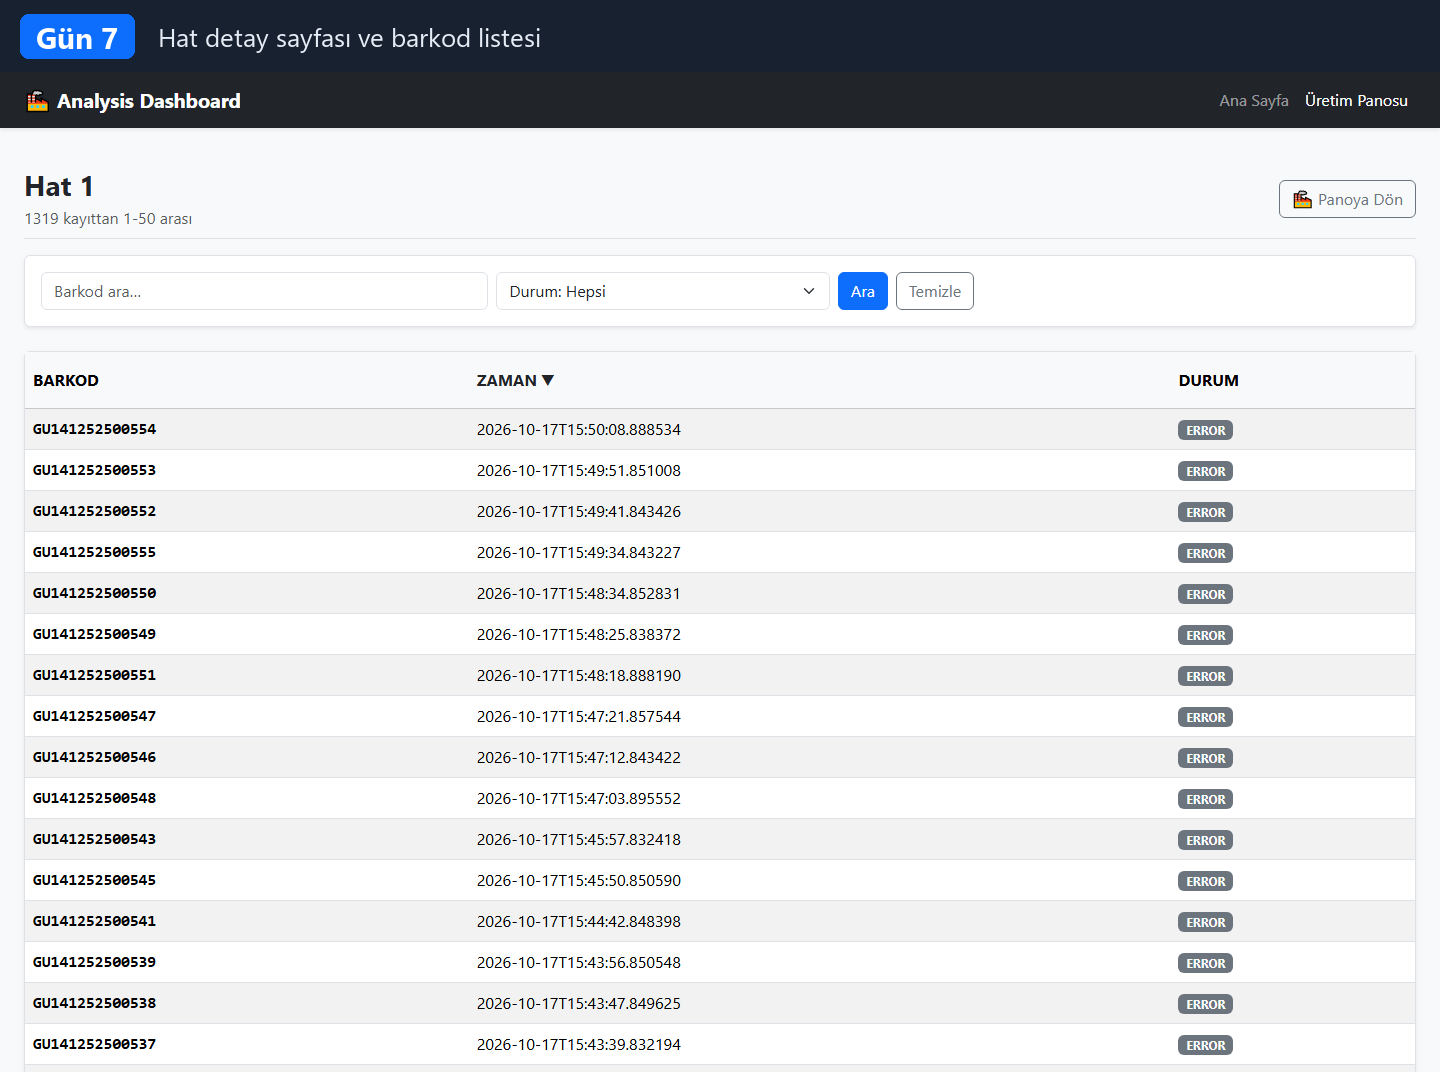 Gün 7 Hat detay sayfası ve barkod listesi
Analysis Dashboard Ana Sayfa Üretim Panosu
Hat 1
1319 kayıttan 1-50 arası
Panoya Dön
Barkod ara... Durum: Hepsi Ara Temizle
BARKOD ZAMAN ▼ DURUM
GU141252500554 2026-10-17T15:50:08.888534 ERROR
GU141252500553 2026-10-17T15:49:51.851008 ERROR
GU141252500552 2026-10-17T15:49:41.843426 ERROR
GU141252500555 2026-10-17T15:49:34.843227 ERROR
GU141252500550 2026-10-17T15:48:34.852831 ERROR
GU141252500549 2026-10-17T15:48:25.838372 ERROR
GU141252500551 2026-10-17T15:48:18.888190 ERROR
GU141252500547 2026-10-17T15:47:21.857544 ERROR
GU141252500546 2026-10-17T15:47:12.843422 ERROR
GU141252500548 2026-10-17T15:47:03.895552 ERROR
GU141252500543 2026-10-17T15:45:57.832418 ERROR
GU141252500545 2026-10-17T15:45:50.850590 ERROR
GU141252500541 2026-10-17T15:44:42.848398 ERROR
GU141252500539 2026-10-17T15:43:56.850548 ERROR
GU141252500538 2026-10-17T15:43:47.849625 ERROR
GU141252500537 2026-10-17T15:43:39.832194 ERROR